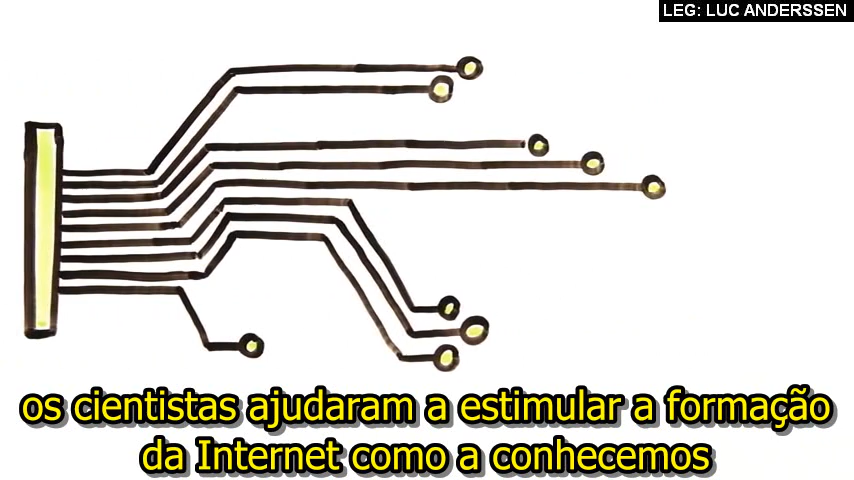 LEG: LUC ANDERSSEN
os cientistas ajudaram a estimular a formação
da Internet como a conhecemos